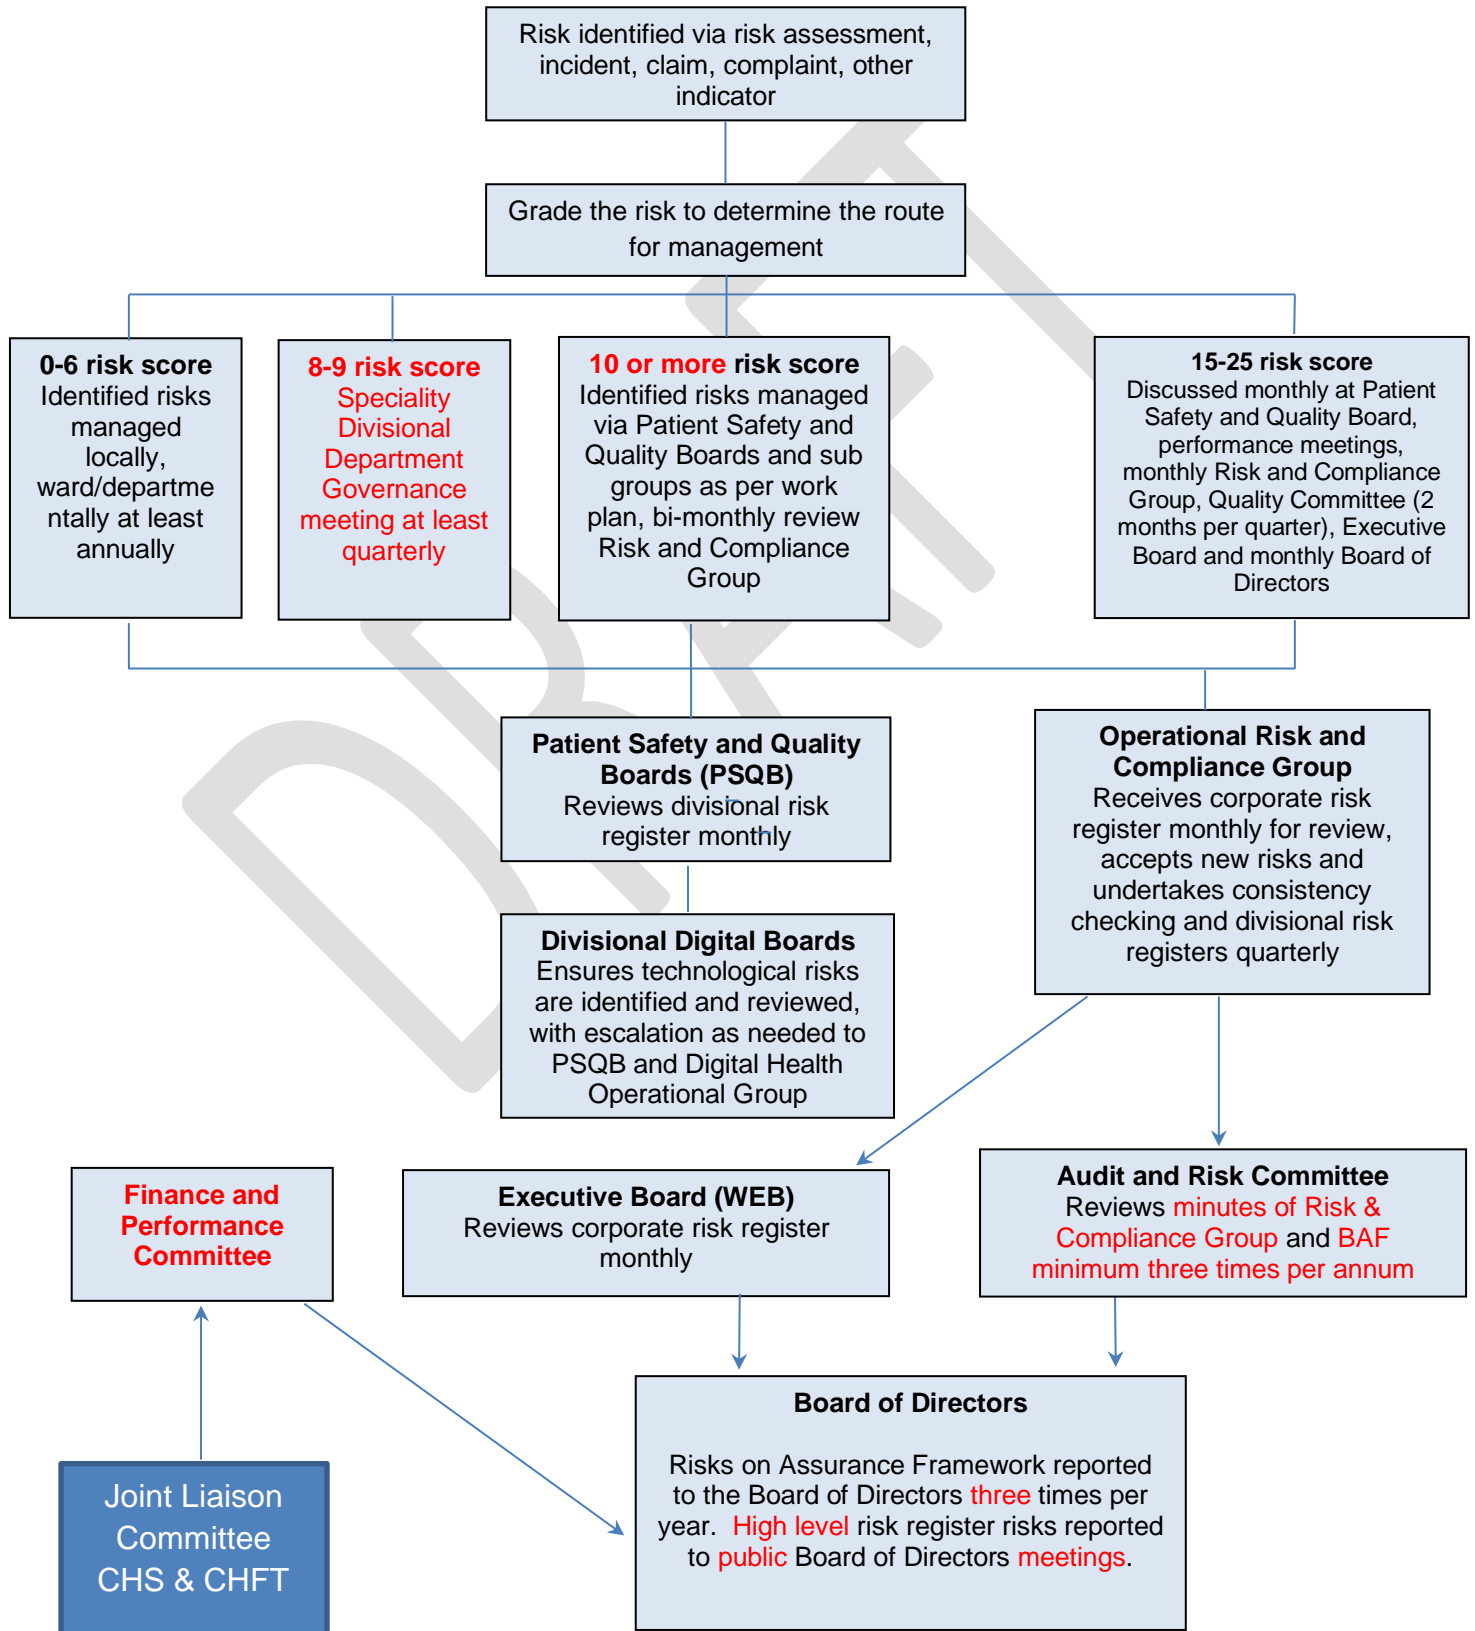 Risk identified via risk assessment,
incident, claim, complaint, other
indicator
Grade the risk to determine the route
for management
0-6 risk score
Identified risks
managed
locally,
ward/departme
ntally at least
annually
8-9 risk score
Speciality
Divisional
Department
Governance
meeting at least
quarterly
10 or more risk score
Identified risks managed
via Patient Safety and
Quality Boards and sub
groups as per work
plan, bi-monthly review
Risk and Compliance
Group
15-25 risk score
Discussed monthly at Patient
Safety and Quality Board,
performance meetings,
monthly Risk and Compliance
Group, Quality Committee (2
months per quarter), Executive
Board and monthly Board of
Directors
Patient Safety and Quality
Boards (PSQB)
Reviews divisional risk
register monthly
Operational Risk and
Compliance Group
Receives corporate risk
register monthly for review,
accepts new risks and
undertakes consistency
checking and divisional risk
registers quarterly
Divisional Digital Boards
Ensures technological risks
are identified and reviewed,
with escalation as needed to
PSQB and Digital Health
Operational Group
Finance and
Performance
Committee
Executive Board (WEB)
Reviews corporate risk register
monthly
Audit and Risk Committee
Reviews minutes of Risk &
Compliance Group and BAF
minimum three times per annum
Joint Liaison
Committee
CHS & CHFT
Board of Directors
Risks on Assurance Framework reported
to the Board of Directors three times per
year.  High level risk register risks reported
to public Board of Directors meetings.
DRAFT